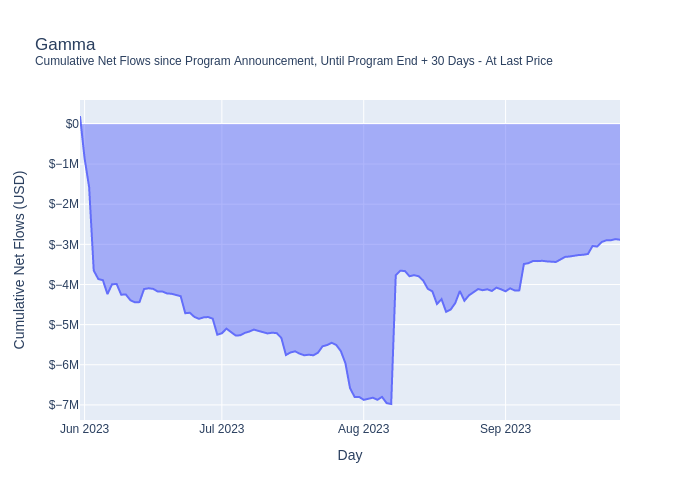 Gamma
Cumulative Net Flows since Program Announcement, Until Program End + 30 Days - At Last Price
Cumulative Net Flows (USD)
$0
$−1M
$−2M
$−3M
$−4M
$−5M
$−6M
$−7M
Jun 2023
Jul 2023
Aug 2023
Sep 2023
Day